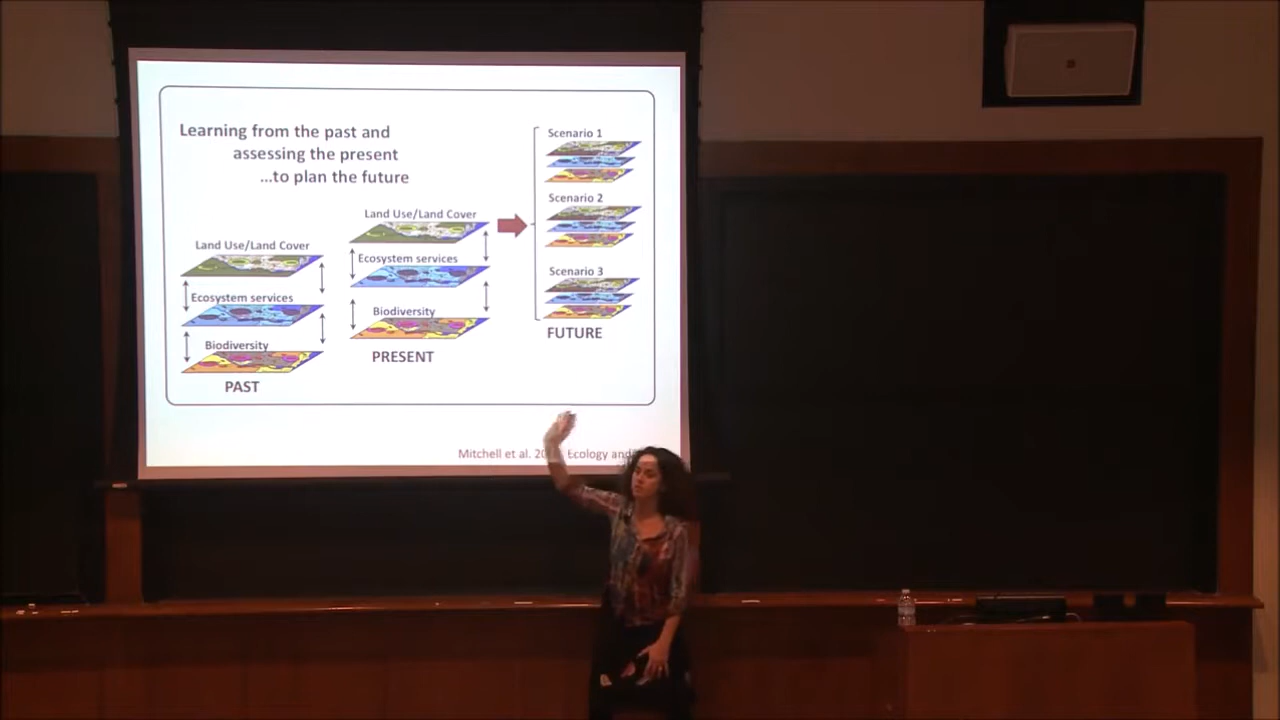 Learning from the past and
assessing the present
...to plan the future
Land Use/Land Cover
Ecosystem services
Biodiversity
PAST
Land Use/Land Cover
Ecosystem services
Biodiversity
PRESENT
Scenario 1
Scenario 2
Scenario 3
FUTURE
Mitchell et al. Ecology and